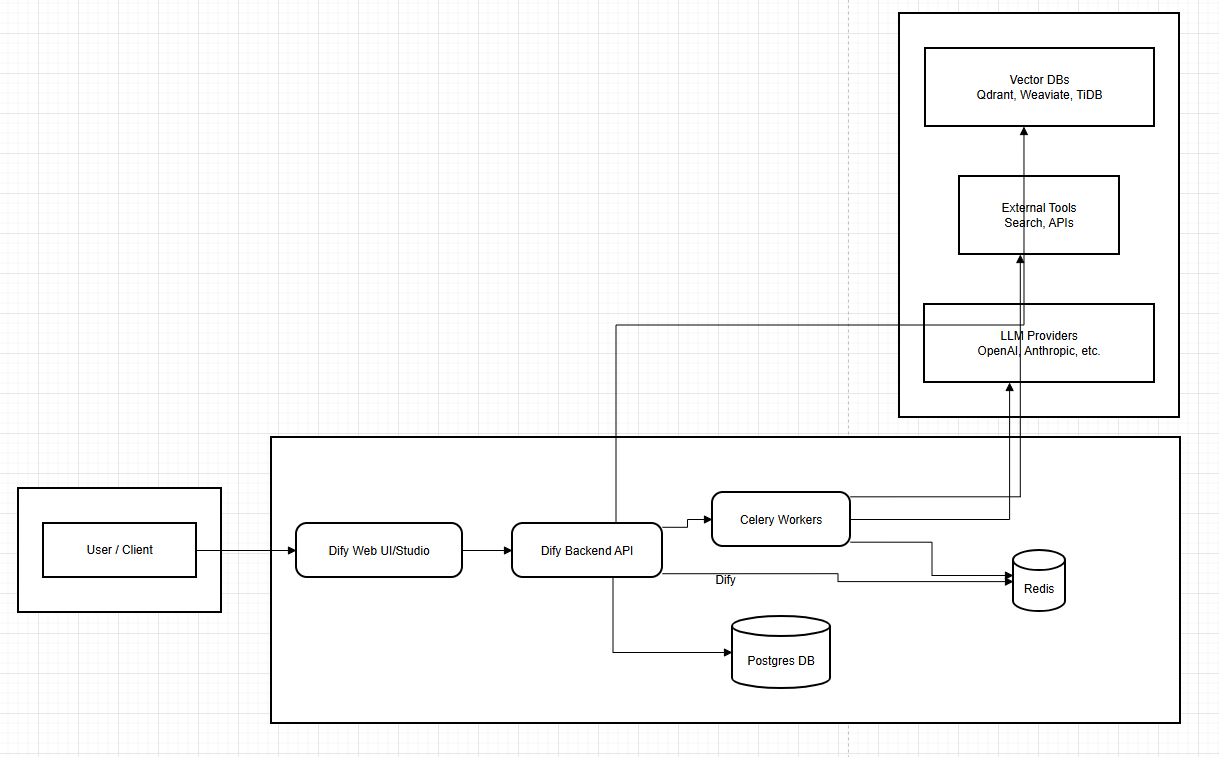 Vector DBs
Qdrant, Weaviate, TiDB
External Tools
Search, APIs
LLM Providers
OpenAI, Anthropic, etc.
User / Client
Dify Web UI/Studio
Dify Backend API
Celery Workers
Dify
Redis
Postgres DB